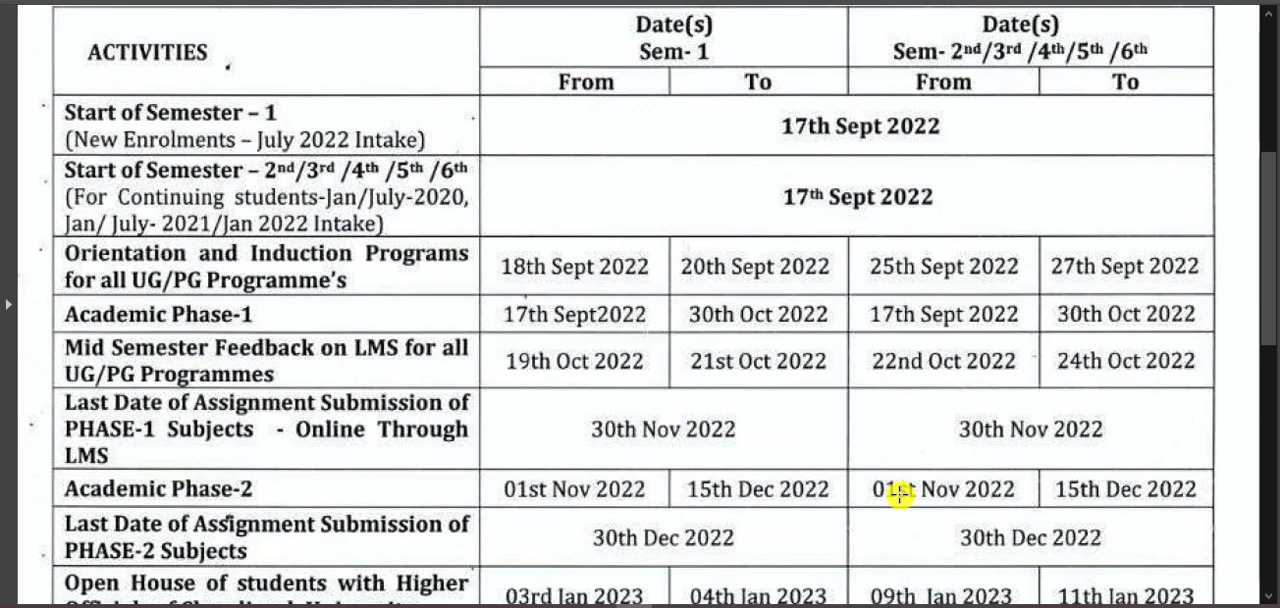 ACTIVITIES
Date(s)
Sem- 1
Date(s)
Sem- 2nd/3rd /4th/5th /6th
From
To
From
To
Start of Semester – 1
(New Enrolments – July 2022 Intake)
17th Sept 2022
Start of Semester – 2nd/3rd /4th /5th /6th
(For Continuing students-Jan/July-2020,
Jan/ July- 2021/Jan 2022 Intake)
17th Sept 2022
Orientation and Induction Programs
for all UG/PG Programme's
18th Sept 2022
20th Sept 2022
25th Sept 2022
27th Sept 2022
Academic Phase-1
17th Sept2022
30th Oct 2022
17th Sept 2022
30th Oct 2022
Mid Semester Feedback on LMS for all
UG/PG Programmes
19th Oct 2022
21st Oct 2022
22nd Oct 2022
24th Oct 2022
Last Date of Assignment Submission of
PHASE-1 Subjects - Online Through
LMS
30th Nov 2022
30th Nov 2022
Academic Phase-2
01st Nov 2022
15th Dec 2022
01st Nov 2022
15th Dec 2022
Last Date of Assignment Submission of
PHASE-2 Subjects
30th Dec 2022
30th Dec 2022
Open House of students with Higher
03rd Jan 2023
04th Jan 2023
09th Jan 2023
11th Jan 2023